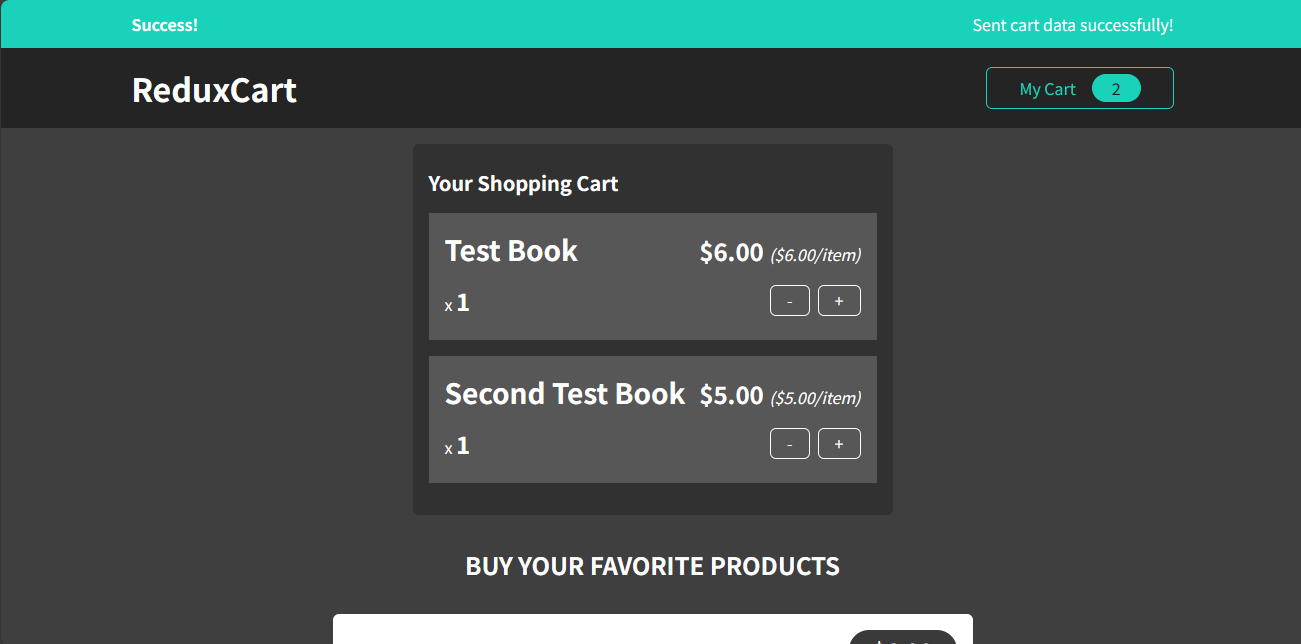 Success! Sent cart data successfully!
ReduxCart My Cart 2
Your Shopping Cart
Test Book $6.00 ($6.00/item)
x 1 - +
Second Test Book $5.00 ($5.00/item)
x 1 - +
BUY YOUR FAVORITE PRODUCTS